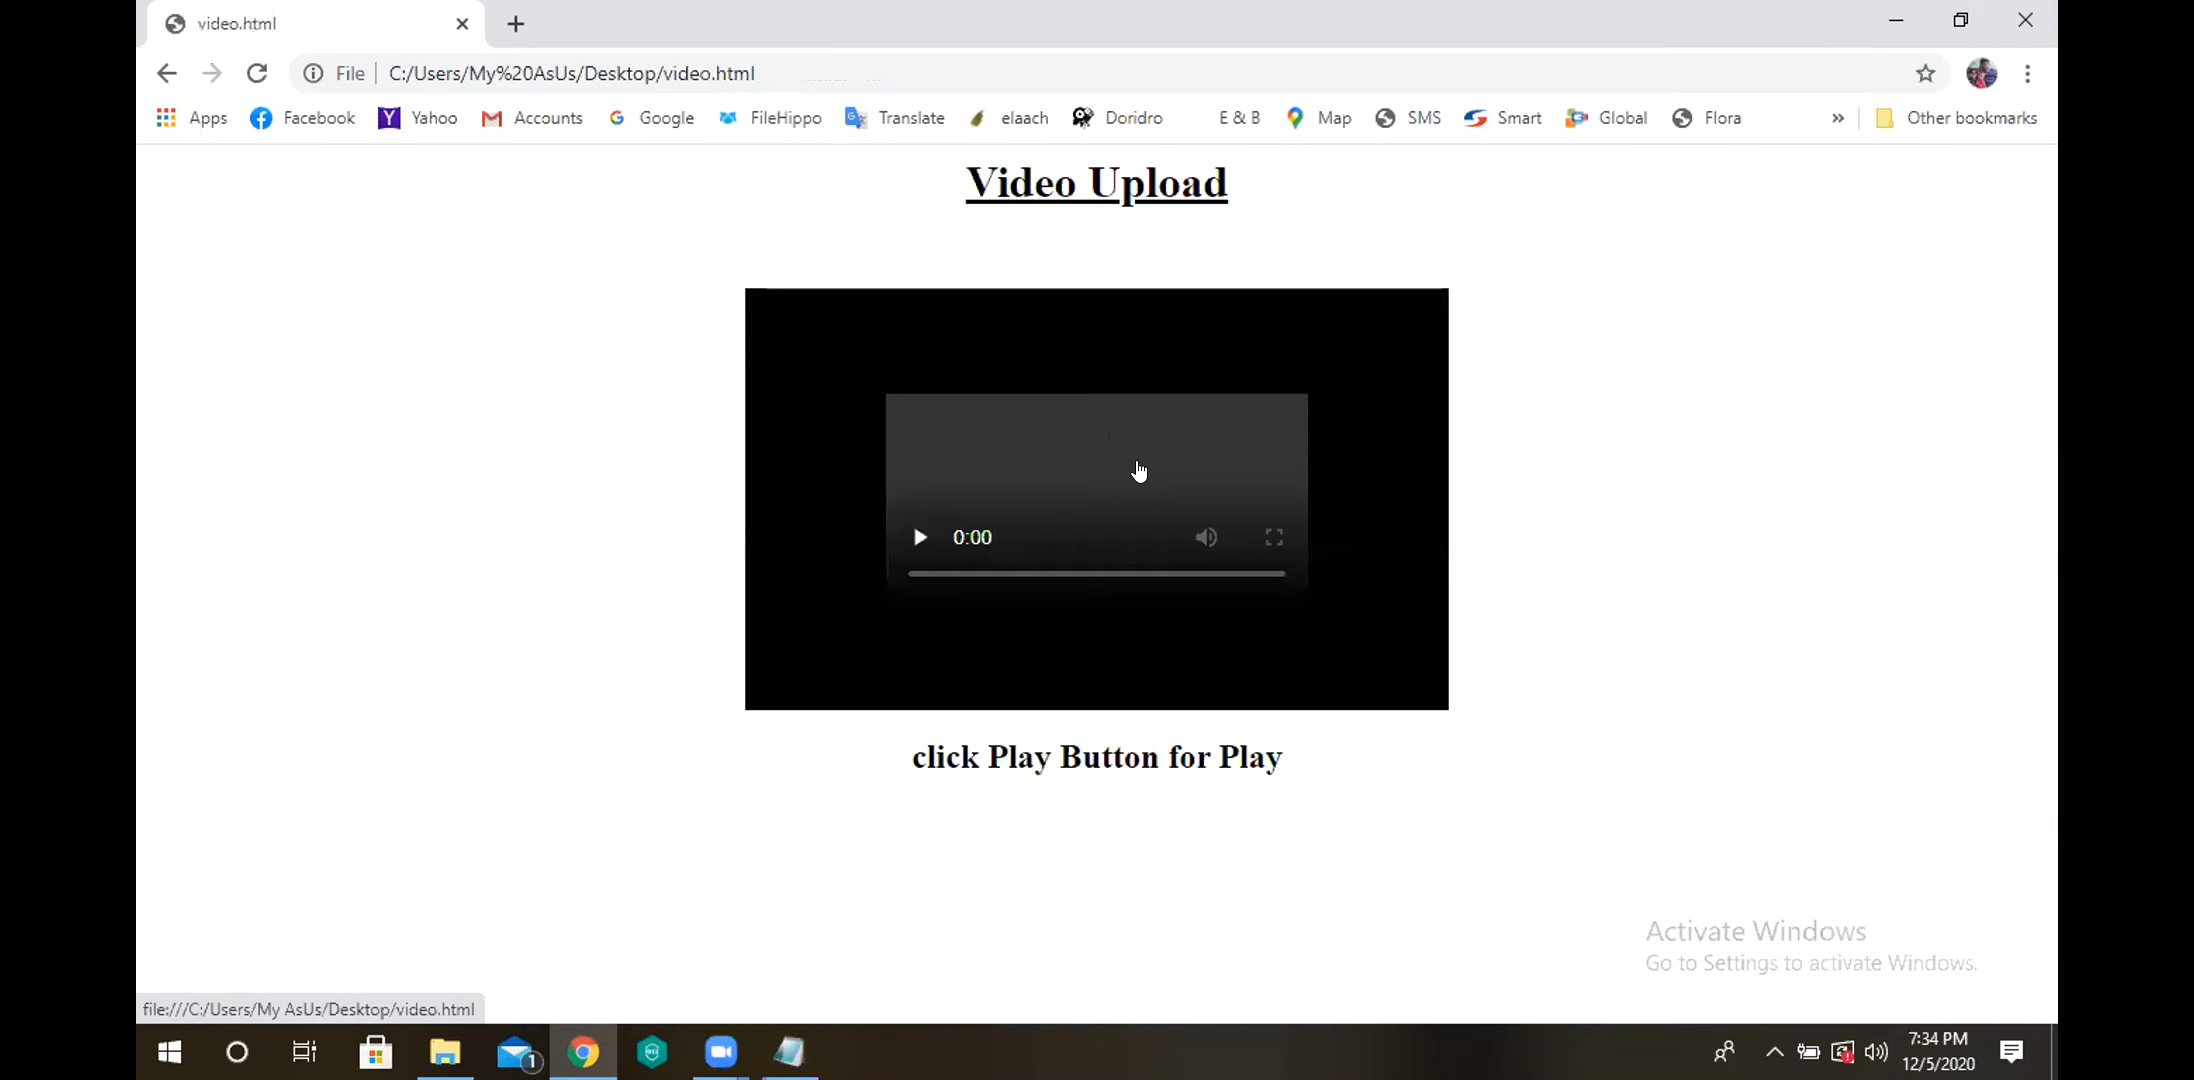 video.html
File C:/Users/My%20AsUs/Desktop/video.html
Apps Facebook Yahoo Accounts Google FileHippo Translate elaach Doridro E & B Map SMS Smart Global Flora » Other bookmarks
Video Upload
0:00
click Play Button for Play
Activate Windows
Go to Settings to activate Windows.
file:///C:/Users/My AsUs/Desktop/video.html
1
7:34 PM
12/5/2020